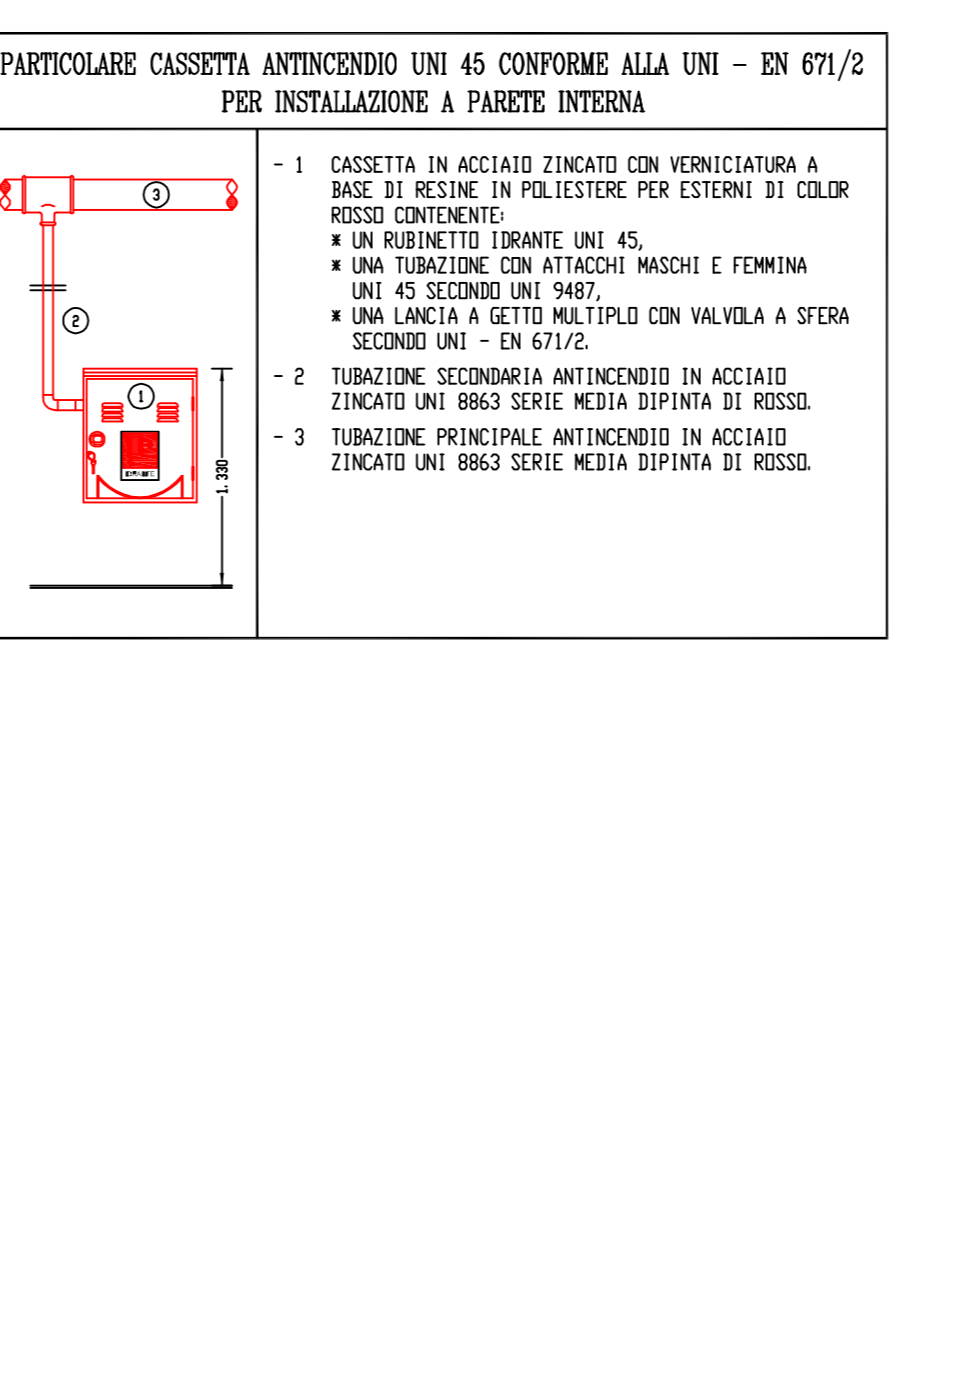 PARTICOLARE CASSETTA ANTINCENDIO UNI 45 CONFORME ALLA UNI – EN 671/2
PER INSTALLAZIONE A PARETE INTERNA
- 1 CASSETTA IN ACCIAIO ZINCATO CON VERNICIATURA A
BASE DI RESINE IN POLIESTERE PER ESTERNI DI COLOR
ROSSO CONTENENTE:
* UN RUBINETTO IDRANTE UNI 45,
* UNA TUBAZIONE CON ATTACCHI MASCHI E FEMMINA
UNI 45 SECONDO UNI 9487,
* UNA LANCIA A GETTO MULTIPLO CON VALVOLA A SFERA
SECONDO UNI - EN 671/2.
- 2 TUBAZIONE SECONDARIA ANTINCENDIO IN ACCIAIO
ZINCATO UNI 8863 SERIE MEDIA DIPINTA DI ROSSO.
- 3 TUBAZIONE PRINCIPALE ANTINCENDIO IN ACCIAIO
ZINCATO UNI 8863 SERIE MEDIA DIPINTA DI ROSSO.
3
2
1
1.330